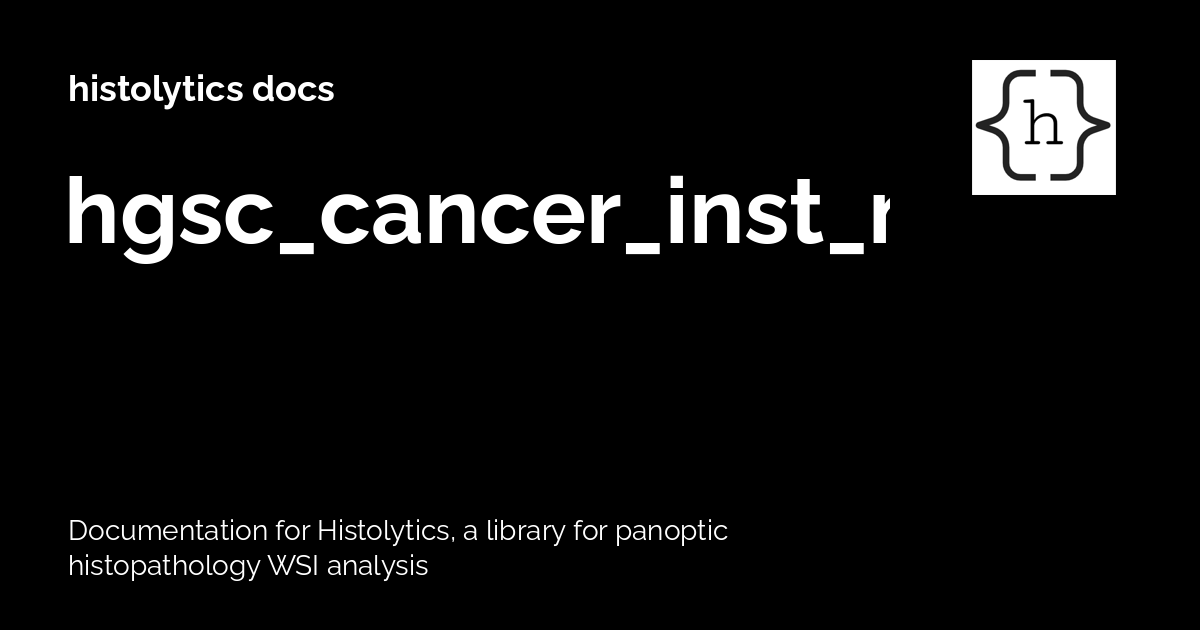 histolytics docs
h
hgsc_cancer_inst_
Documentation for Histolytics, a library for panoptic
histopathology WSI analysis